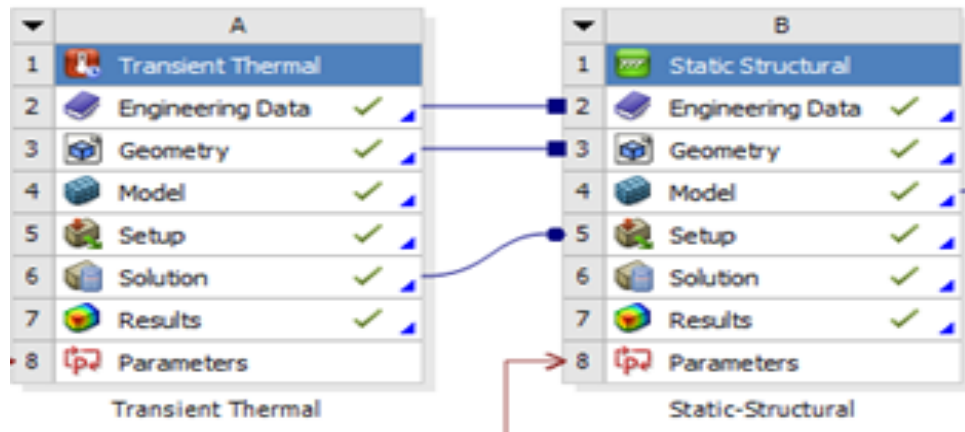 A
1 Transient Thermal
2 Engineering Data
3 Geometry
4 Model
5 Setup
6 Solution
7 Results
8 Parameters
Transient Thermal
B
1 Static Structural
2 Engineering Data
3 Geometry
4 Model
5 Setup
6 Solution
7 Results
8 Parameters
Static-Structural